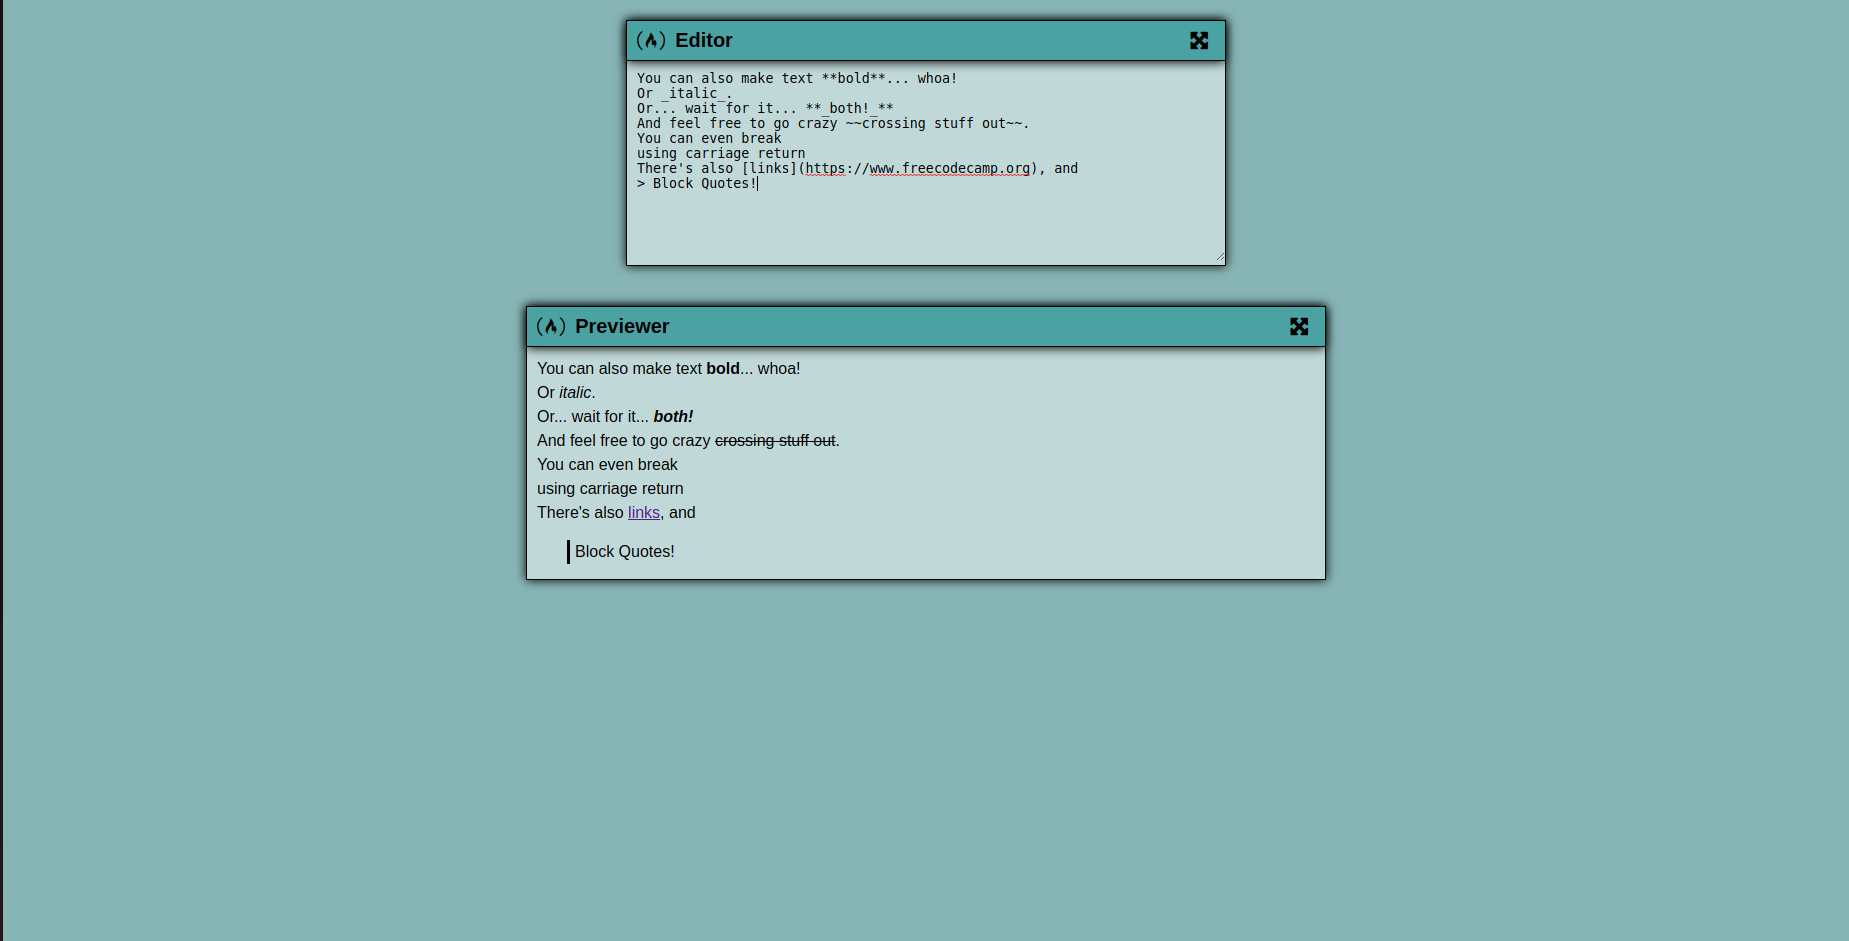 Editor
You can also make text **bold**... whoa!
Or _italic_.
Or... wait for it... **_both!_**
And feel free to go crazy ~~crossing stuff out~~.
You can even break
using carriage return
There's also [links](https://www.freecodecamp.org), and
> Block Quotes!
Previewer
You can also make text bold... whoa!
Or italic.
Or... wait for it... both!
And feel free to go crazy crossing stuff out.
You can even break
using carriage return
There's also links, and
Block Quotes!